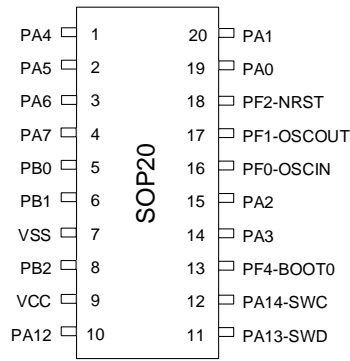 PA4 1 20 PA1
PA5 2 19 PA0
PA6 3 18 PF2-NRST
PA7 4 17 PF1-OSCOUT
PB0 5 16 PF0-OSCIN
PB1 6 15 PA2
VSS 7 14 PA3
PB2 8 13 PF4-BOOT0
VCC 9 12 PA14-SWC
PA12 10 11 PA13-SWD
SOP20